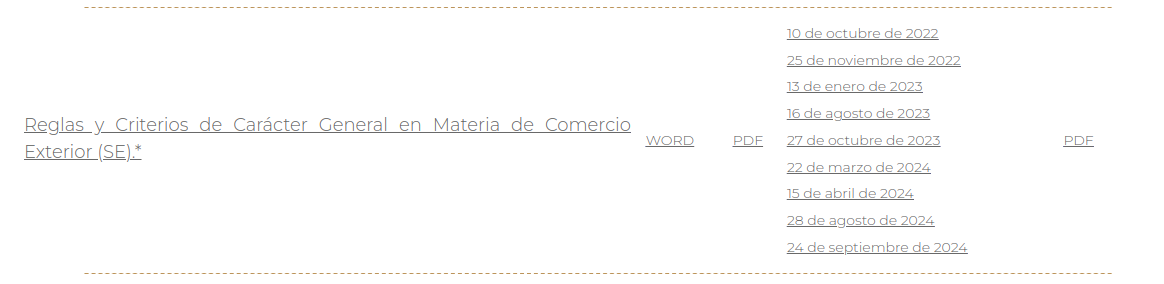 Reglas y Criterios de Carácter General en Materia de Comercio
Exterior (SE).*
WORD
PDF
10 de octubre de 2022
25 de noviembre de 2022
13 de enero de 2023
16 de agosto de 2023
27 de octubre de 2023
22 de marzo de 2024
15 de abril de 2024
28 de agosto de 2024
24 de septiembre de 2024
PDF